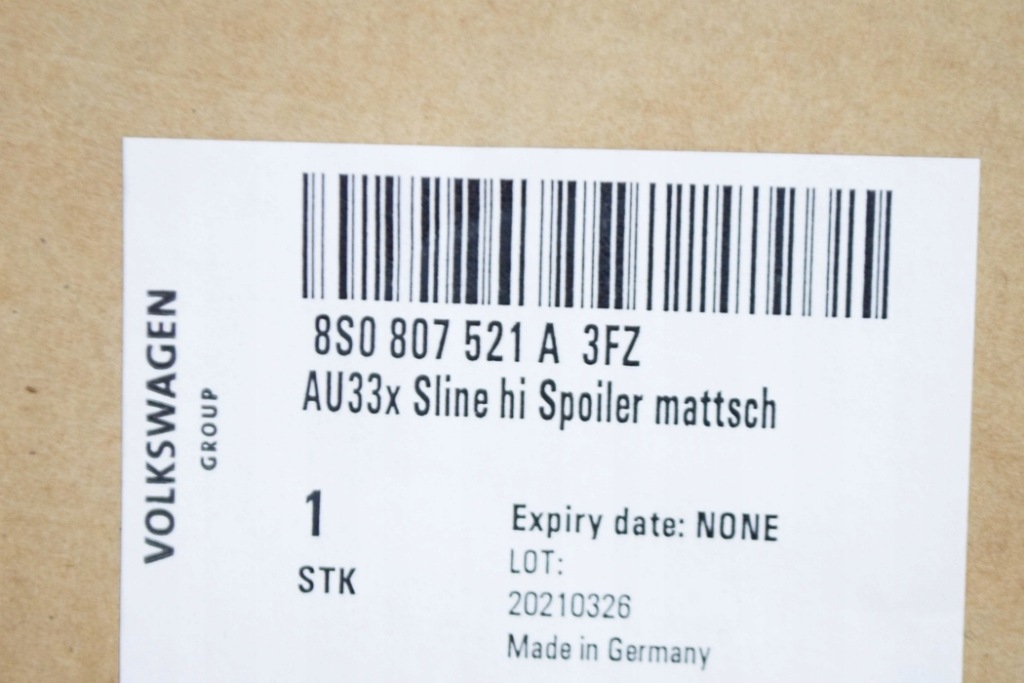 VOLKSWAGEN
GROUP
8S0 807 521 A 3FZ
AU33x Sline hi Spoiler mattsch
1
STK
Expiry date: NONE
LOT:
20210326
Made in Germany